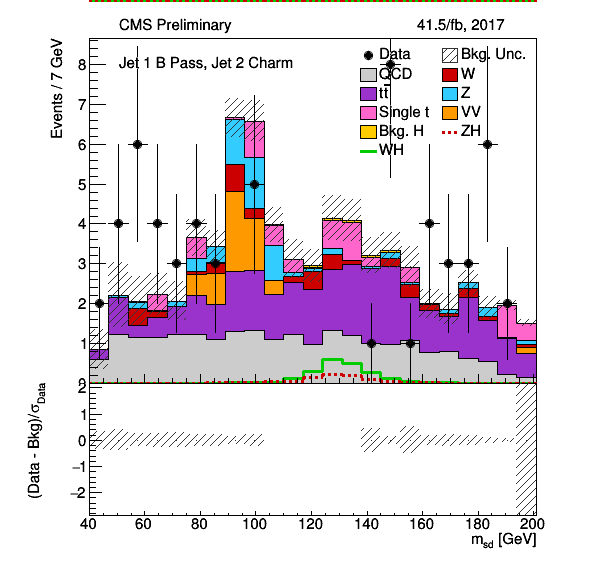 CMS Preliminary 41.5/fb, 2017
Jet 1 B Pass, Jet 2 Charm
Data
Bkg. Unc.
QCD
W
tt̄
Z
Single t
VV
Bkg. H
ZH
WH
Events / 7 GeV
8
7
6
5
4
3
2
1
(Data - Bkg)/σData
2
1
0
−1
−2
40 60 80 100 120 140 160 180 200
msd [GeV]